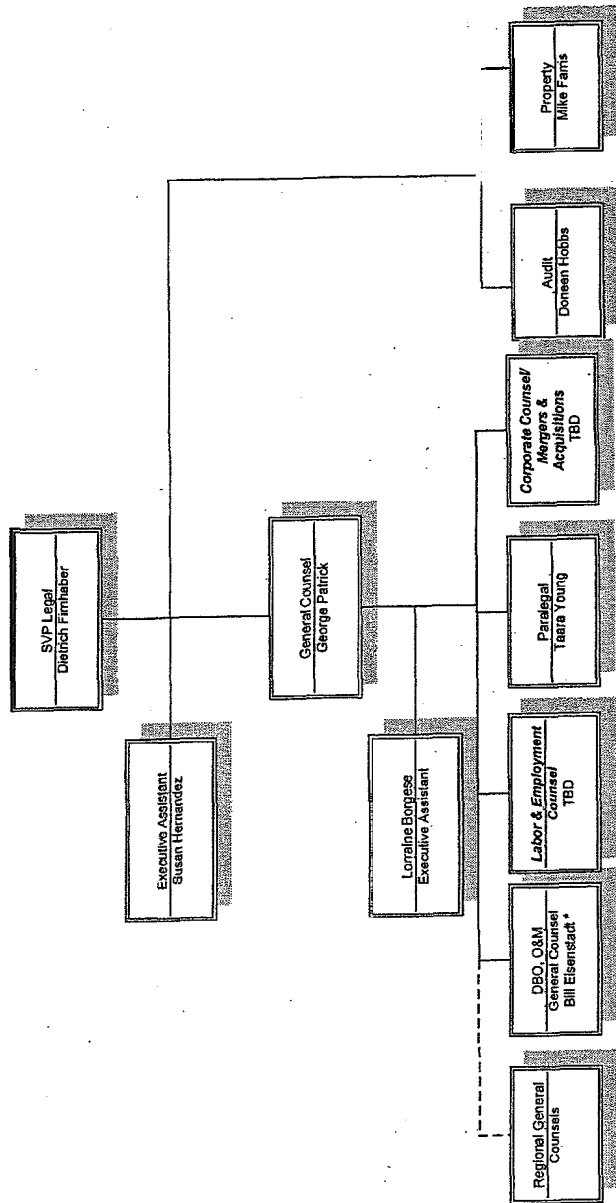 SVP Legal
Dietrich Firnhaber
Executive Assistant
Susan Hernandez
General Counsel
George Patrick
Lorraine Borgese
Executive Assistant
Regional General
Counsels
DBO, O&M
General Counsel
Bill Eisenstadt *
Labor & Employment
Counsel
TBD
Paralegal
Taara Young
Corporate Counsel/
Mergers &
Acquisitions
TBD
Audit
Doneen Hobbs
Property
Mike Farris